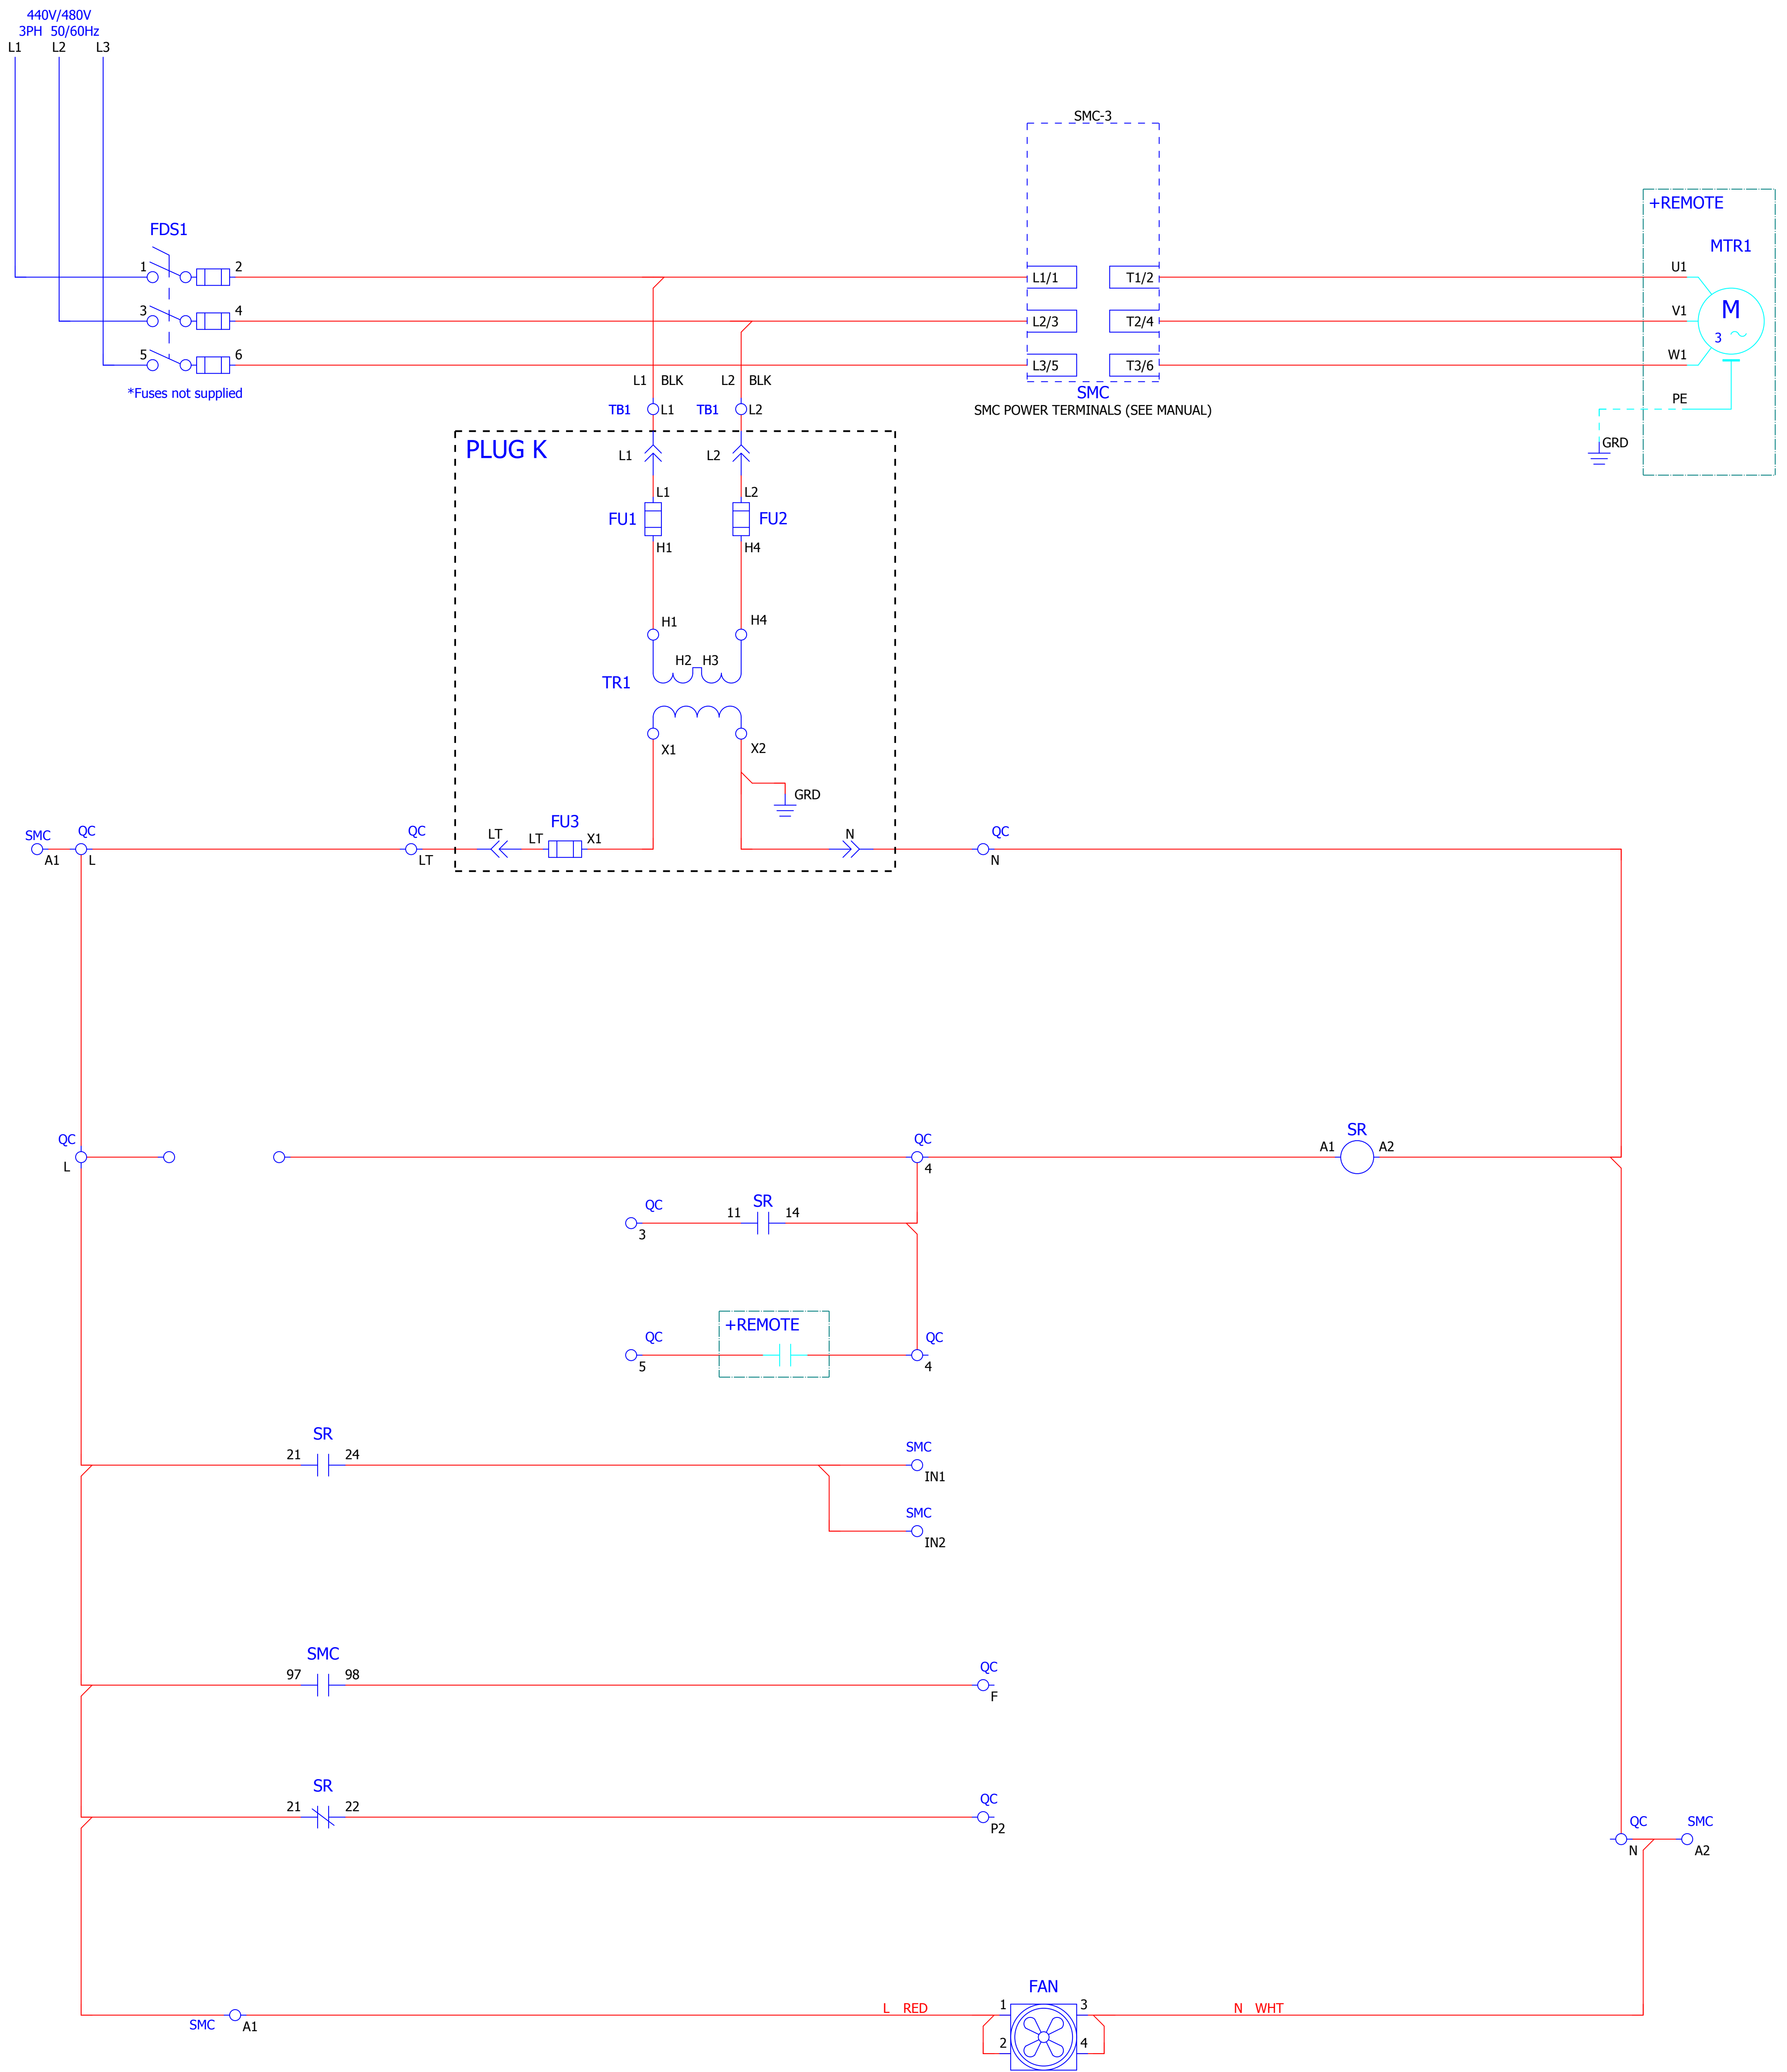 440V/480V
3PH 50/60Hz
L1 L2 L3
SMC-3
+REMOTE
MTR1
FDS1
1 2
L1/1 T1/2
U1
3 4
L2/3 T2/4
V1
M
3
5 6
L3/5 T3/6
W1
*Fuses not supplied
L1 BLK L2 BLK
SMC
SMC POWER TERMINALS (SEE MANUAL)
PE
GRD
TB1 L1 TB1 L2
PLUG K
L1 L2
L1 L2
FU1 FU2
H1 H4
H1 H4
H2 H3
TR1
X1 X2
GRD
SMC QC QC LT FU3 N QC
LT X1
A1 L LT N
QC
L
QC
4
A1 SR A2
QC 11 SR 14
3
+REMOTE
QC QC
5 4
SR
21 24
SMC
IN1
SMC
IN2
SMC
97 98
QC
F
SR
21 22
QC
P2
QC SMC
N A2
FAN
L RED 1 3 N WHT
SMC A1
2 4